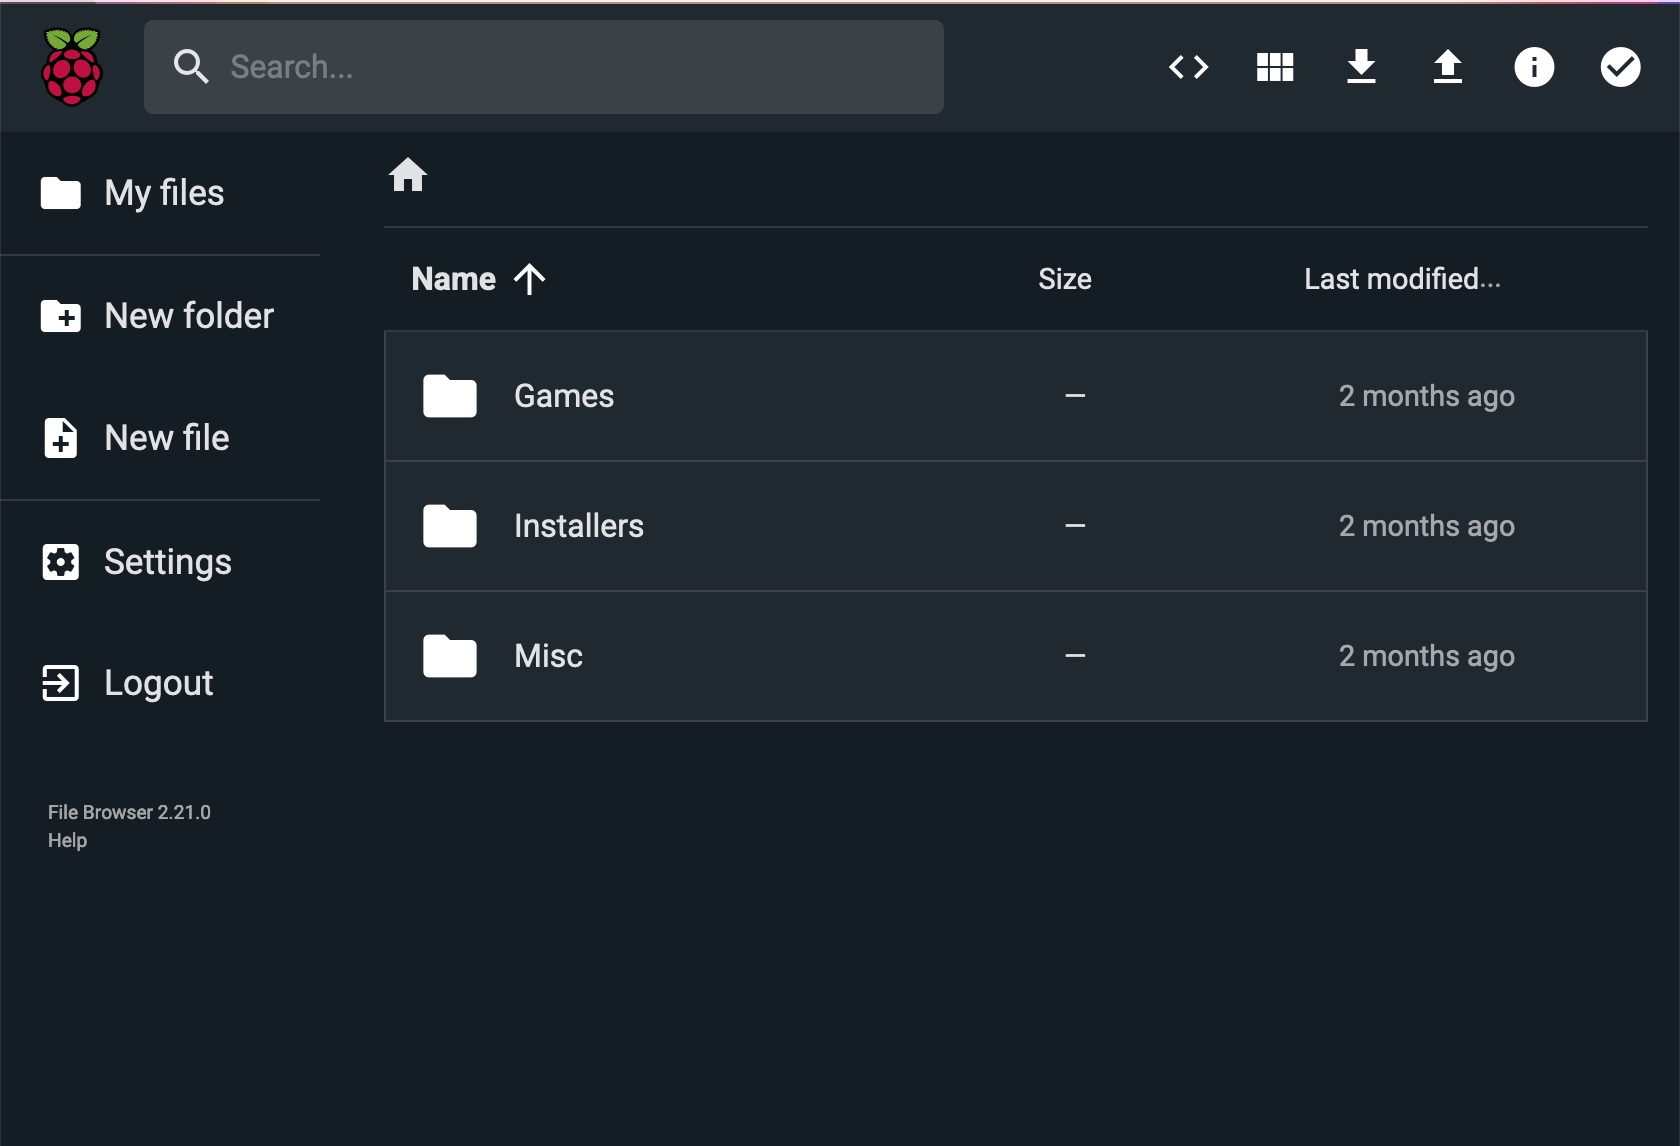 Search...
My files
New folder
New file
Settings
Logout
File Browser 2.21.0
Help
Name Size Last modified...
Games — 2 months ago
Installers — 2 months ago
Misc — 2 months ago